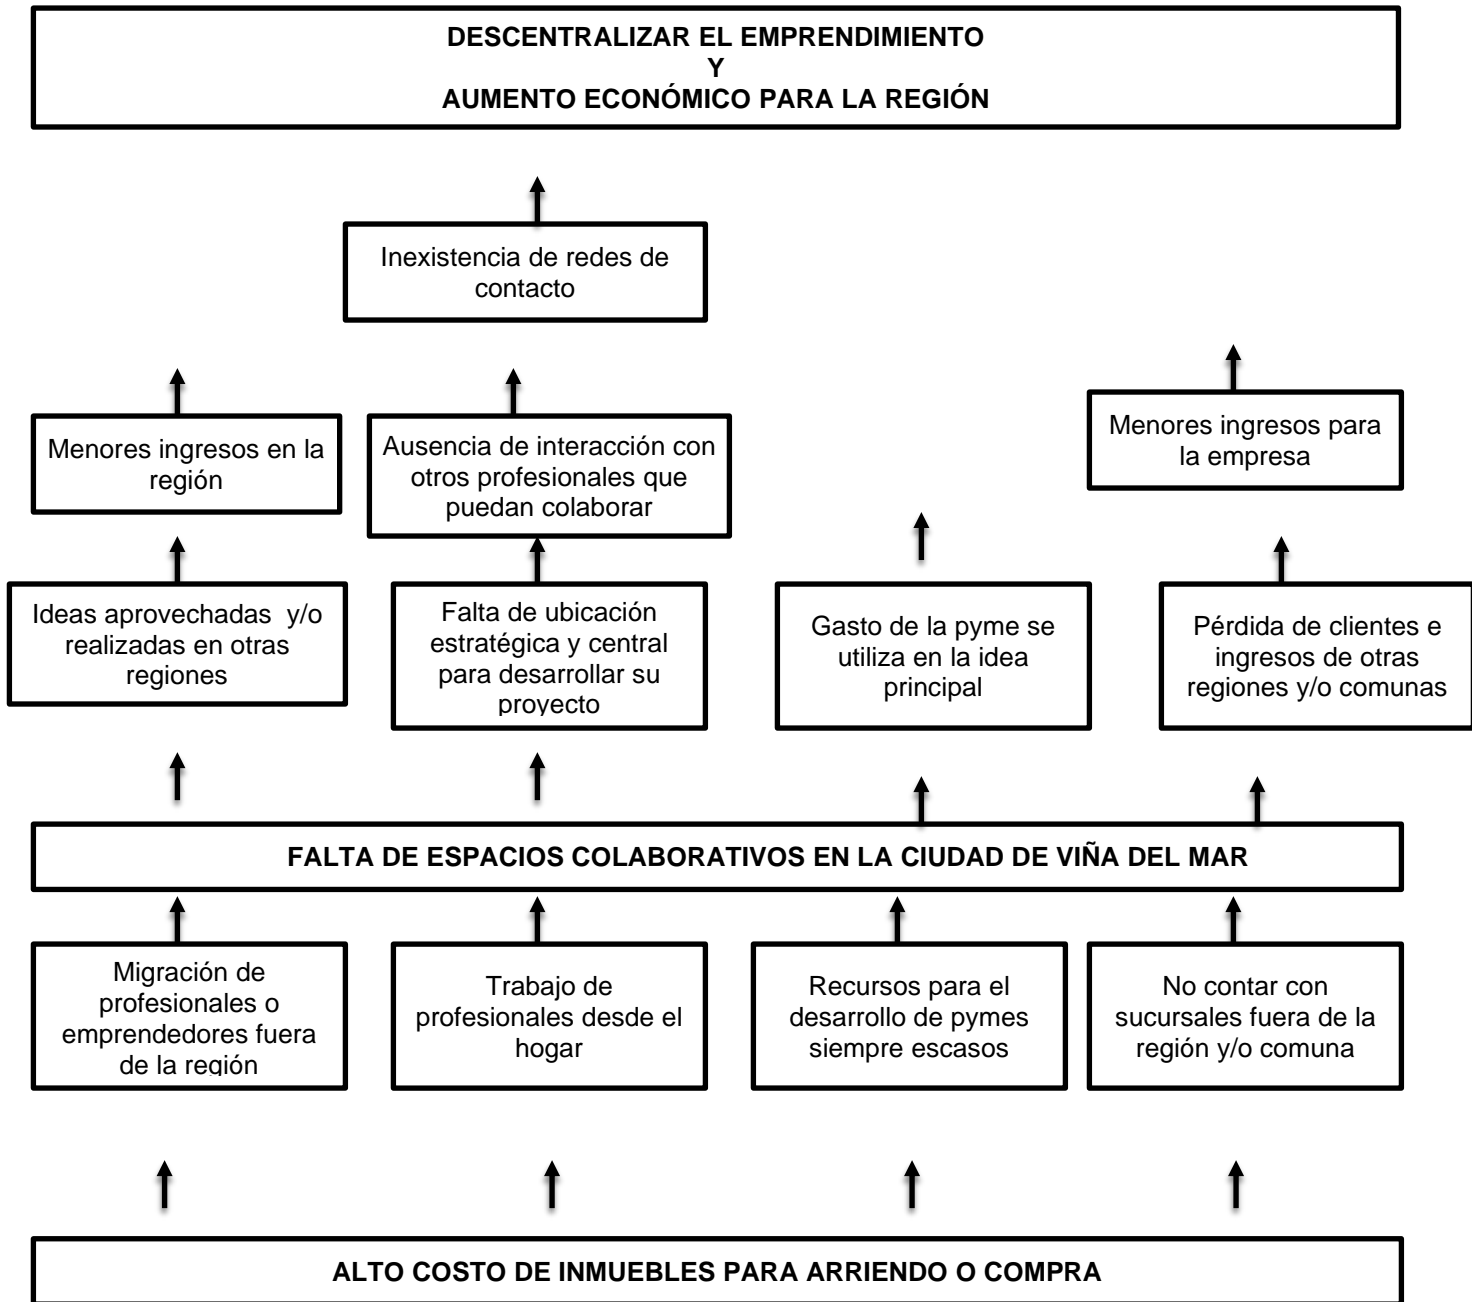 DESCENTRALIZAR EL EMPRENDIMIENTO
Y
AUMENTO ECONÓMICO PARA LA REGIÓN
Inexistencia de redes de
contacto
Menores ingresos en la
región
Ausencia de interacción con
otros profesionales que
puedan colaborar
Menores ingresos para
la empresa
Ideas aprovechadas y/o
realizadas en otras
regiones
Falta de ubicación
estratégica y central
para desarrollar su
proyecto
Gasto de la pyme se
utiliza en la idea
principal
Pérdida de clientes e
ingresos de otras
regiones y/o comunas
FALTA DE ESPACIOS COLABORATIVOS EN LA CIUDAD DE VIÑA DEL MAR
Migración de
profesionales o
emprendedores fuera
de la región
Trabajo de
profesionales desde el
hogar
Recursos para el
desarrollo de pymes
siempre escasos
No contar con
sucursales fuera de la
región y/o comuna
ALTO COSTO DE INMUEBLES PARA ARRIENDO O COMPRA